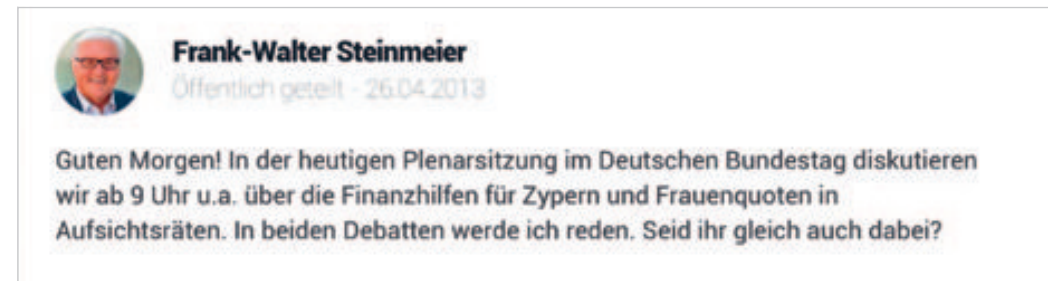 Frank-Walter Steinmeier
Öffentlich geteilt - 26.04.2013
Guten Morgen! In der heutigen Plenarsitzung im Deutschen Bundestag diskutieren
wir ab 9 Uhr u.a. über die Finanzhilfen für Zypern und Frauenquoten in
Aufsichtsräten. In beiden Debatten werde ich reden. Seid ihr gleich auch dabei?